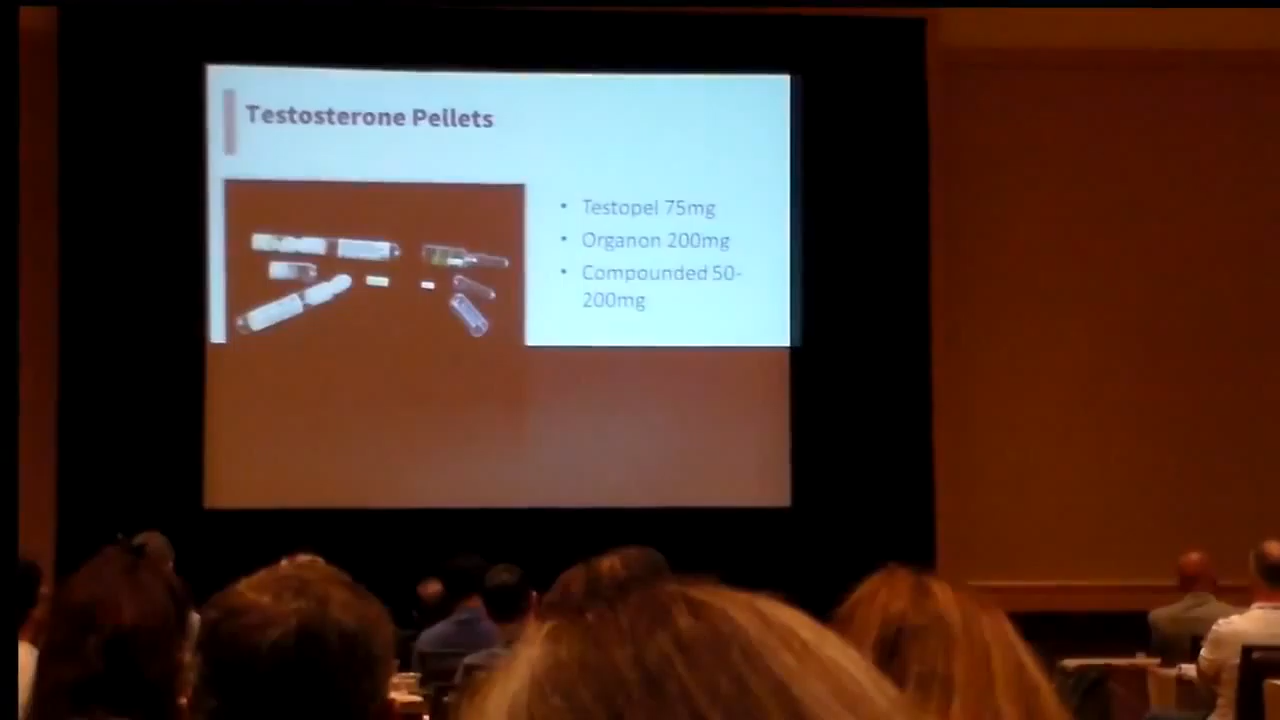 Testosterone Pellets
• Testopel 75mg
• Organon 200mg
• Compounded 50-
200mg